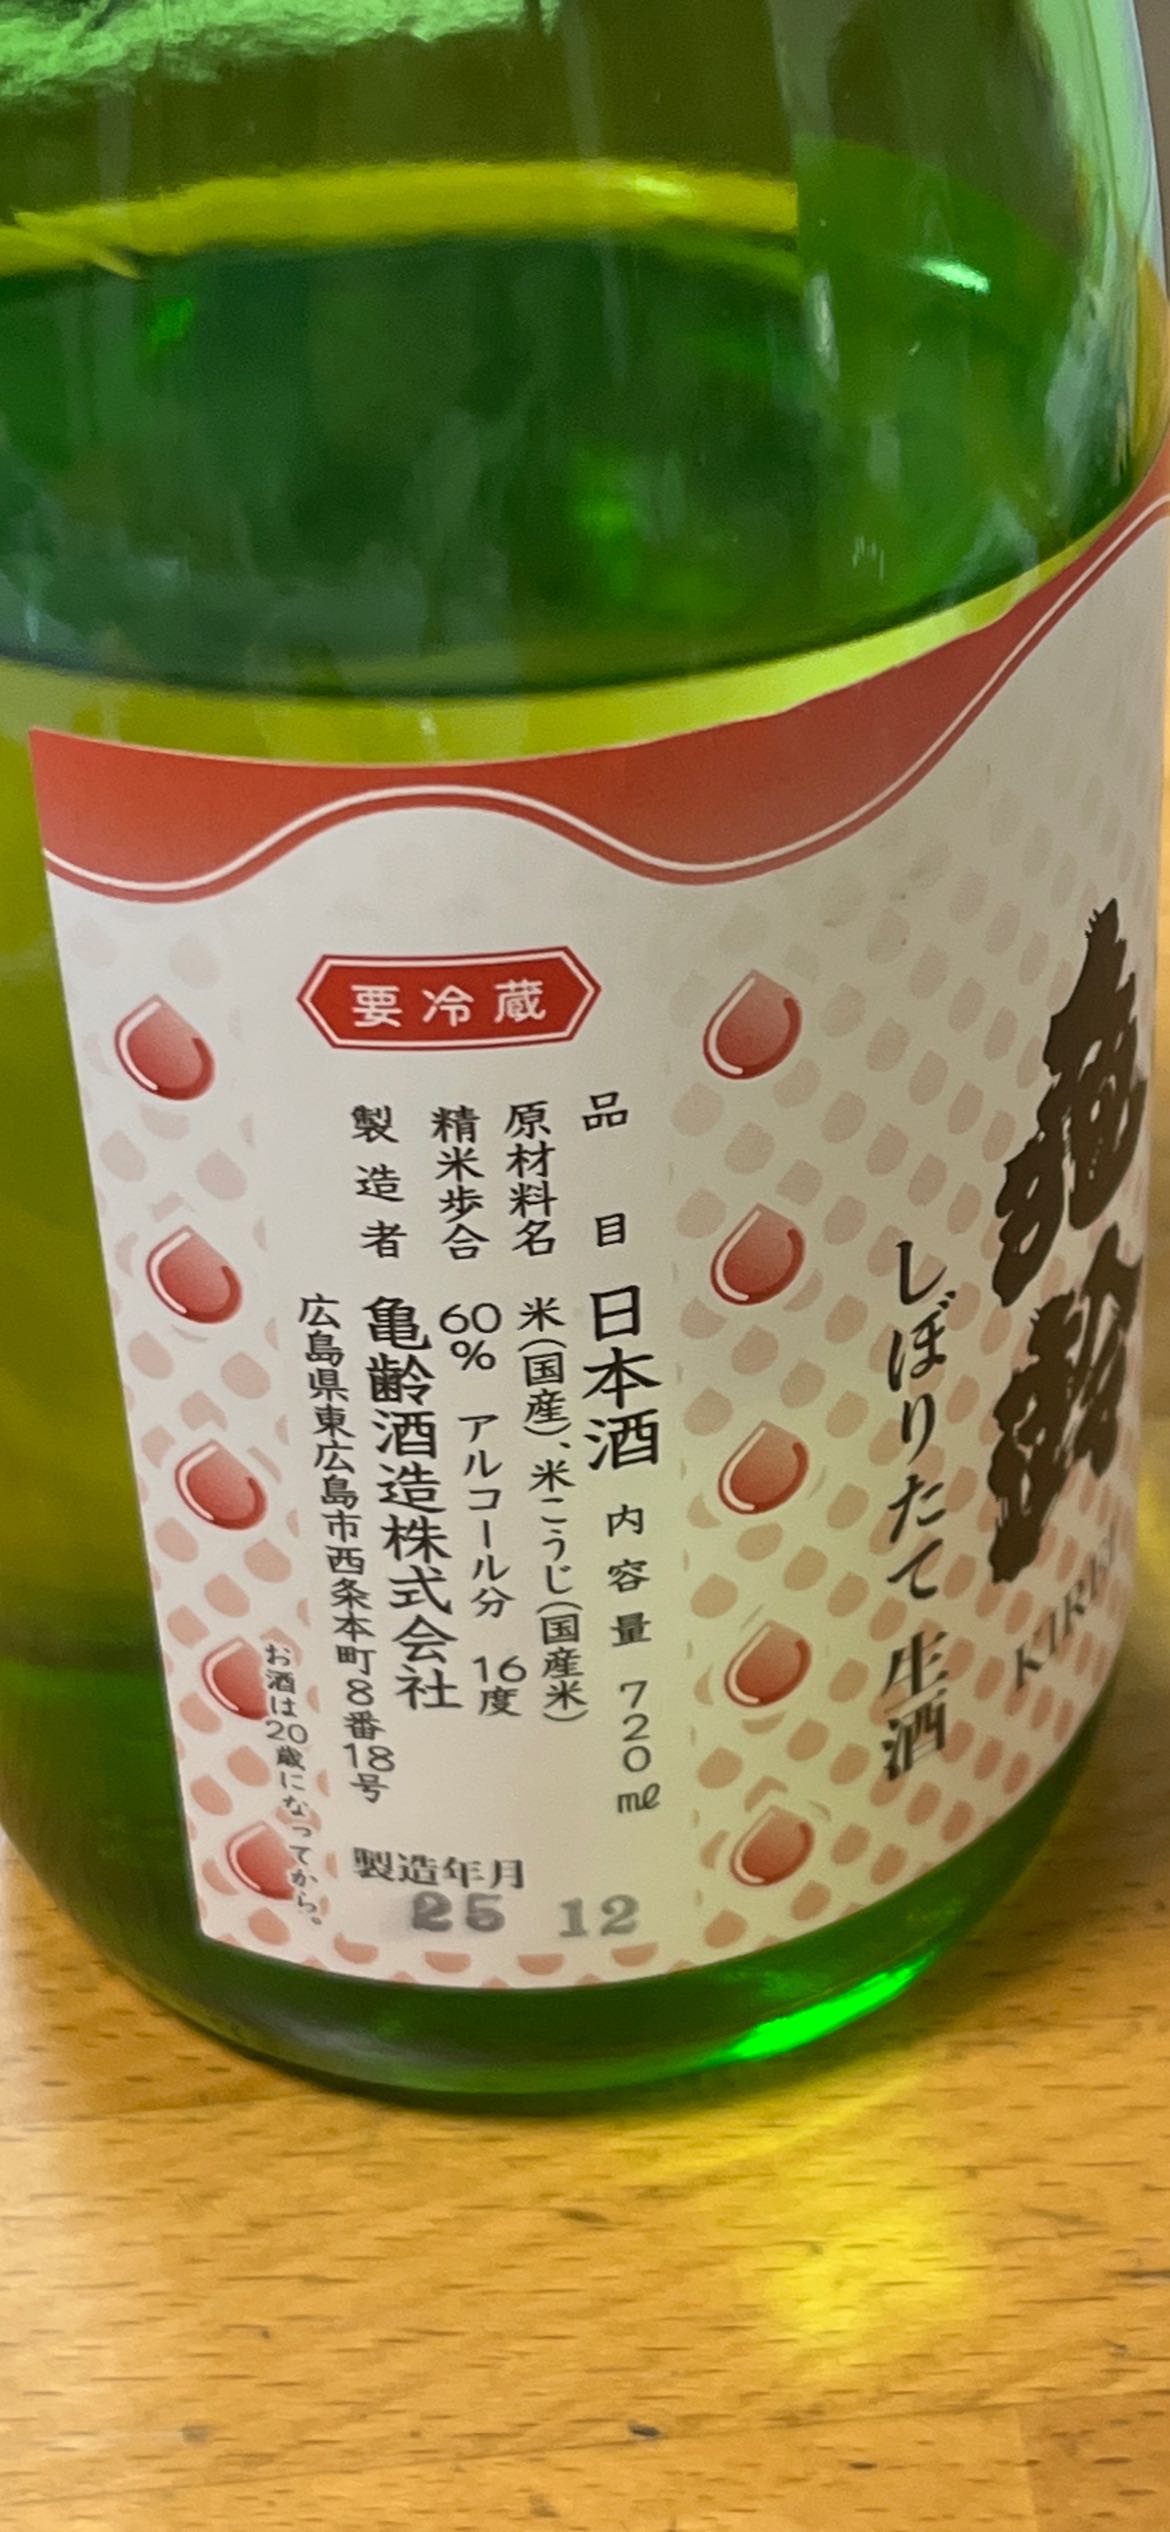 亀齢
KIREI
しぼりたて 生酒
要冷蔵
品目 日本酒 内容量 720ml
原材料名 米(国産)、米こうじ(国産米)
精米歩合 60% アルコール分 16度
製造者 亀齢酒造株式会社
広島県東広島市西条本町8番18号
お酒は20歳になってから。
製造年月
25 12